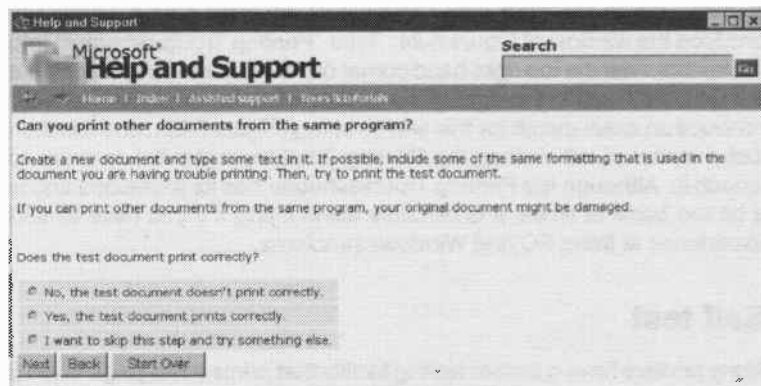 Help and Support
Microsoft
Help and Support
Search
Go
Home | Index | Assisted support | Tours & tutorials
Can you print other documents from the same program?
Create a new document and type some text in it. If possible, include some of the same formatting that is used in the
document you are having trouble printing. Then, try to print the test document.
If you can print other documents from the same program, your original document might be damaged.
Does the test document print correctly?
No, the test document doesn't print correctly.
Yes, the test document prints correctly.
I want to skip this step and try something else.
Next Back Start Over